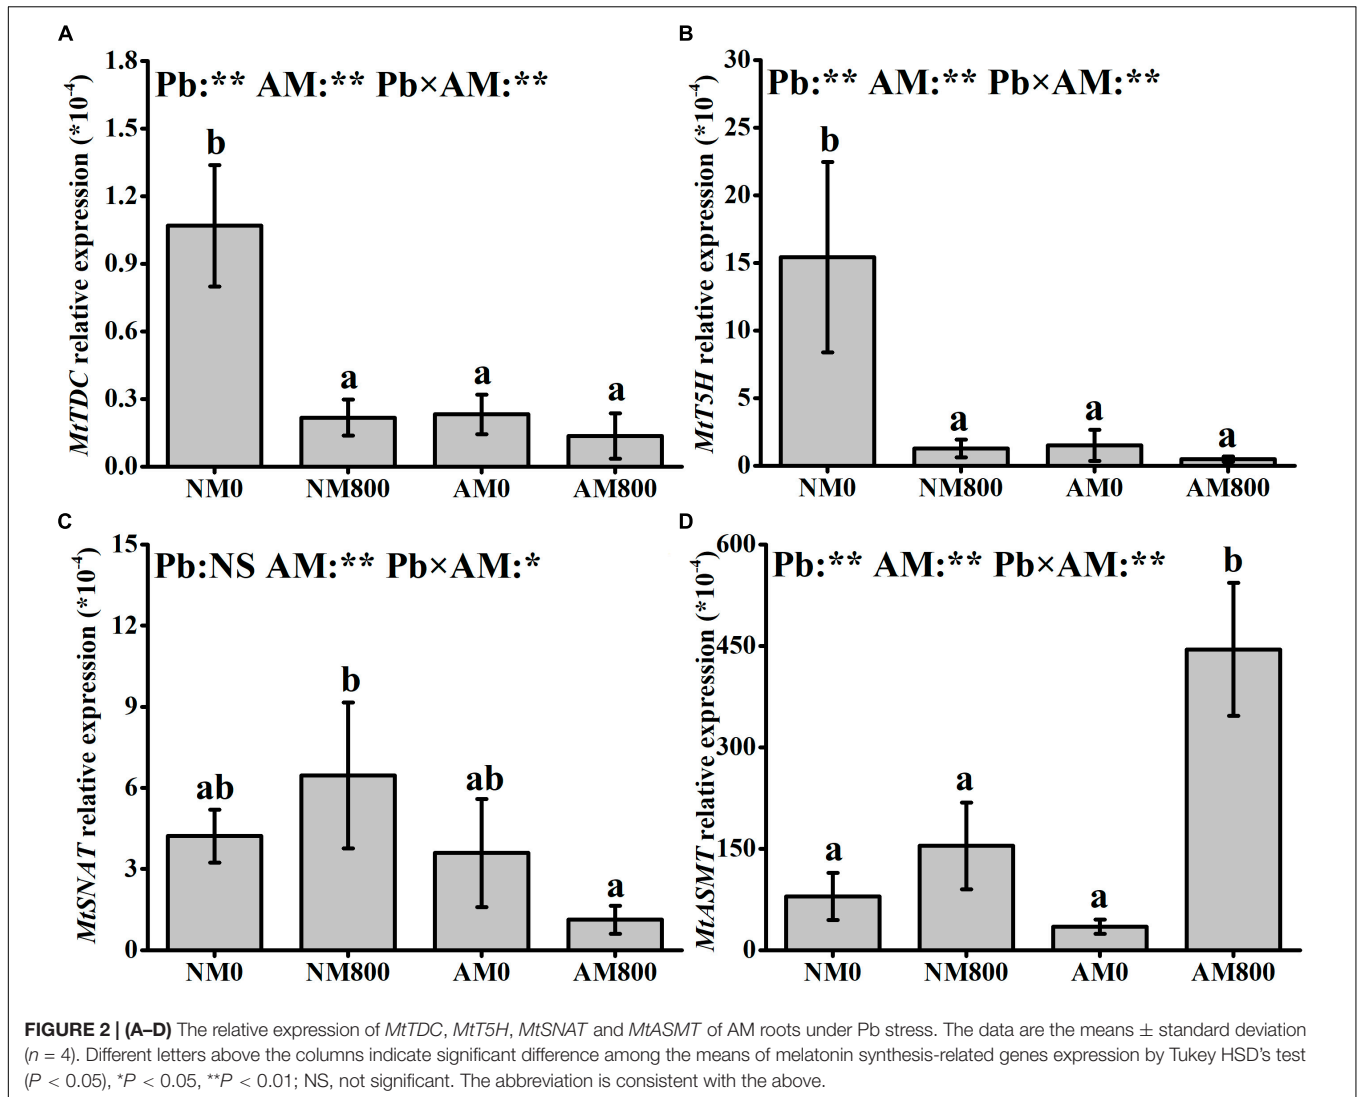 A
MtTDC relative expression (*10-4)
1.8
1.5
1.2
0.9
0.6
0.3
0.0
Pb:** AM:** Pb×AM:**
b
a
a
a
NM0 NM800 AM0 AM800
B
MtT5H relative expression (*10-4)
30
25
20
15
10
5
0
Pb:** AM:** Pb×AM:**
b
a
a
a
NM0 NM800 AM0 AM800
C
MtSNAT relative expression (*10-4)
15
12
9
6
3
0
Pb:NS AM:** Pb×AM:*
ab
b
ab
a
NM0 NM800 AM0 AM800
D
MtASMT relative expression (*10-4)
600
450
300
150
0
Pb:** AM:** Pb×AM:**
a
a
a
b
NM0 NM800 AM0 AM800
FIGURE 2 | (A–D) The relative expression of MtTDC, MtT5H, MtSNAT and MtASMT of AM roots under Pb stress. The data are the means ± standard deviation
(n = 4). Different letters above the columns indicate significant difference among the means of melatonin synthesis-related genes expression by Tukey HSD's test
(P < 0.05), *P < 0.05, **P < 0.01; NS, not significant. The abbreviation is consistent with the above.